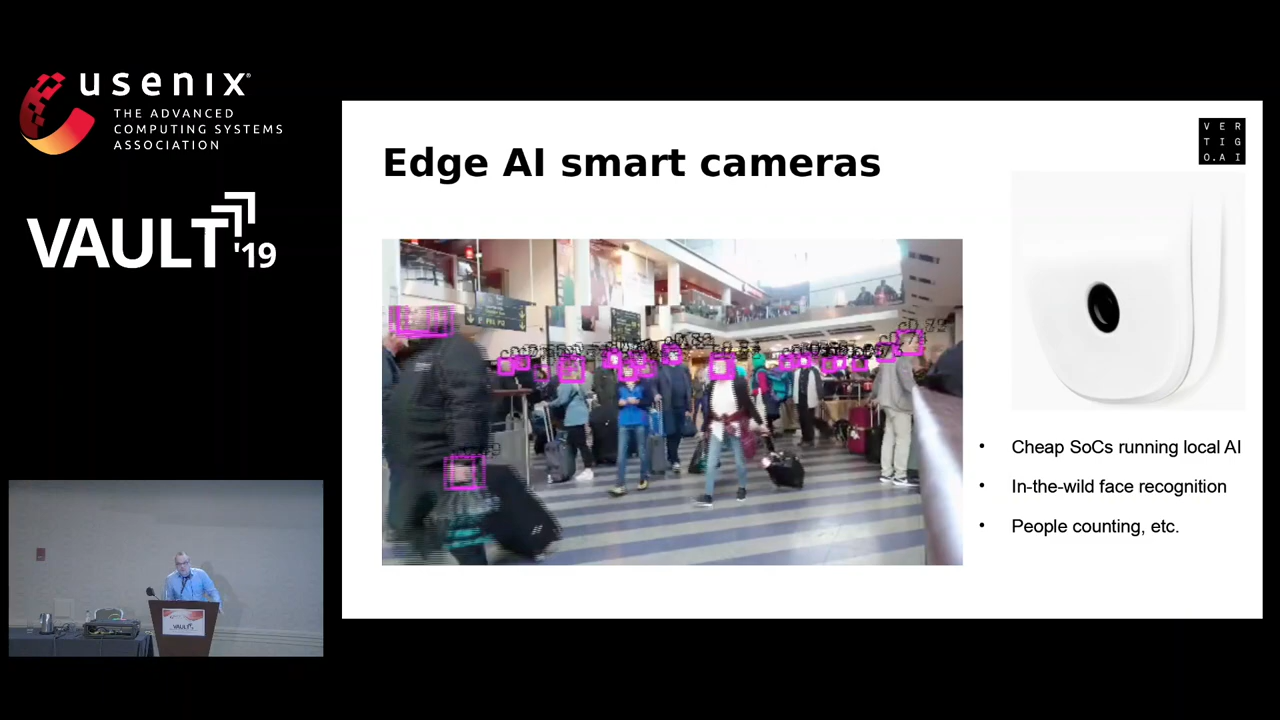 usenix®
THE ADVANCED
COMPUTING SYSTEMS
ASSOCIATION
VAULT '19
Edge AI smart cameras
VER
TIG
O.AI
• Cheap SoCs running local AI
• In-the-wild face recognition
• People counting, etc.
VAULT